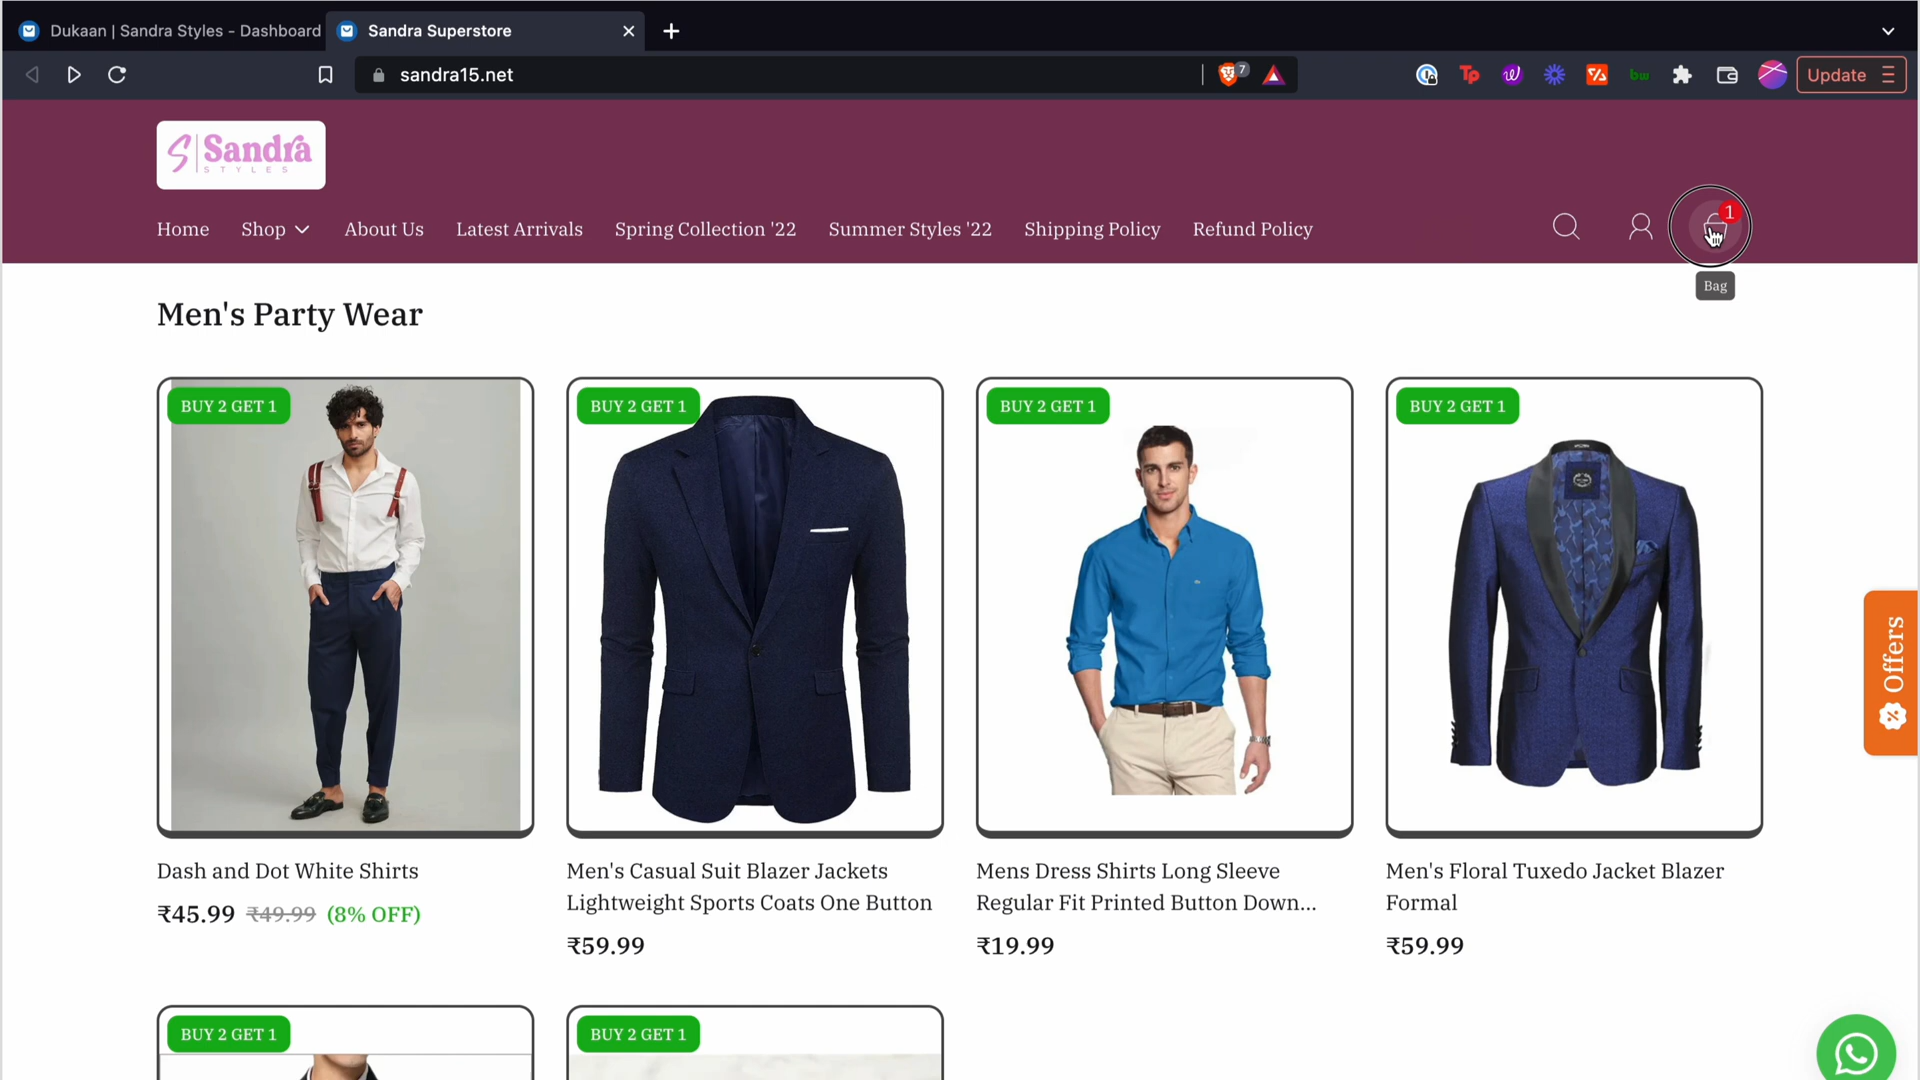 Dukaan | Sandra Styles - Dashboard
Sandra Superstore
sandra15.net
7
Tp
bw
Update
S Sandra
STYLES
Home
Shop
About Us
Latest Arrivals
Spring Collection '22
Summer Styles '22
Shipping Policy
Refund Policy
1
Bag
Men's Party Wear
BUY 2 GET 1
BUY 2 GET 1
BUY 2 GET 1
BUY 2 GET 1
Offers
Dash and Dot White Shirts
₹45.99 ₹49.99 (8% OFF)
Men's Casual Suit Blazer Jackets
Lightweight Sports Coats One Button
₹59.99
Mens Dress Shirts Long Sleeve
Regular Fit Printed Button Down...
₹19.99
Men's Floral Tuxedo Jacket Blazer
Formal
₹59.99
BUY 2 GET 1
BUY 2 GET 1